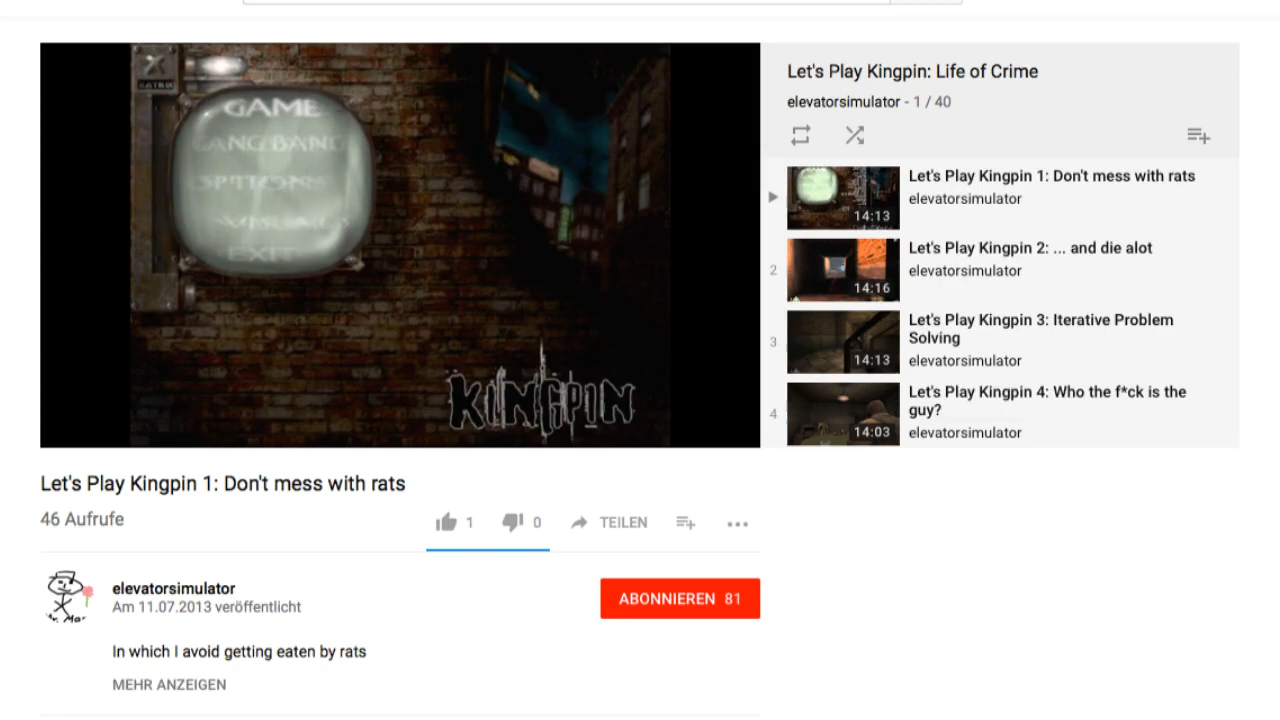 GAME
GANG BANG
OPTIONS
EXIT
KINGPIN
Let's Play Kingpin: Life of Crime
elevatorsimulator - 1 / 40
Let's Play Kingpin 1: Don't mess with rats
elevatorsimulator
14:13
2
Let's Play Kingpin 2: ... and die alot
elevatorsimulator
14:16
3
Let's Play Kingpin 3: Iterative Problem
Solving
elevatorsimulator
14:13
4
Let's Play Kingpin 4: Who the f*ck is the
guy?
elevatorsimulator
14:03
Let's Play Kingpin 1: Don't mess with rats
46 Aufrufe
1 0 TEILEN
elevatorsimulator
Am 11.07.2013 veröffentlicht
ABONNIEREN 81
In which I avoid getting eaten by rats
MEHR ANZEIGEN